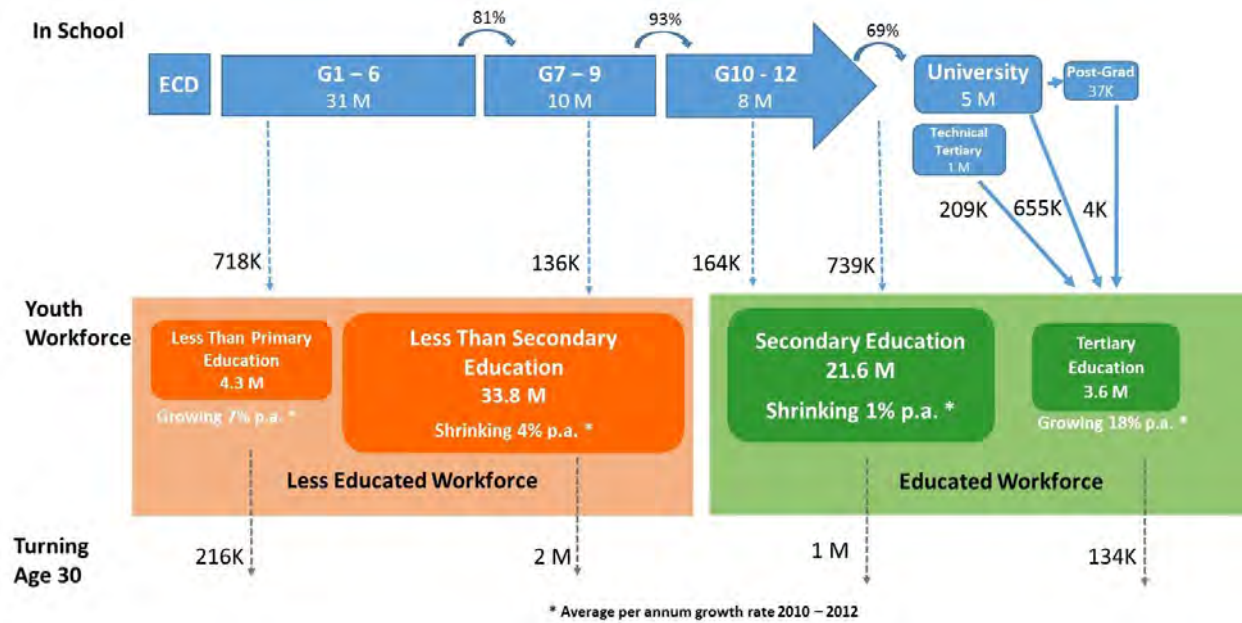 In School
81%
93%
69%
ECD
G1 – 6
31 M
G7 – 9
10 M
G10 - 12
8 M
University
5 M
Post-Grad
37K
Technical
Tertiary
1 M
718K
136K
164K
739K
209K
655K
4K
Youth
Workforce
Less Than Primary
Education
4.3 M
Growing 7% p.a. *
Less Than Secondary
Education
33.8 M
Shrinking 4% p.a. *
Less Educated Workforce
Secondary Education
21.6 M
Shrinking 1% p.a. *
Tertiary
Education
3.6 M
Growing 18% p.a. *
Educated Workforce
Turning
Age 30
216K
2 M
1 M
134K
* Average per annum growth rate 2010 – 2012